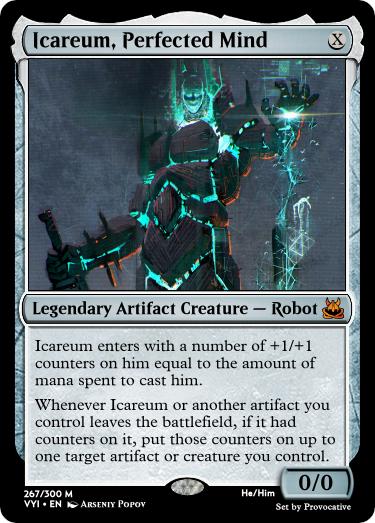 Icareum, Perfected Mind X
Legendary Artifact Creature — Robot
Icareum enters with a number of +1/+1
counters on him equal to the amount of
mana spent to cast him.
Whenever Icareum or another artifact you
control leaves the battlefield, if it had
counters on it, put those counters on up to
one target artifact or creature you control.
0/0
267/300 M He/Him
VYI • EN Arseniy Popov Set by Provocative